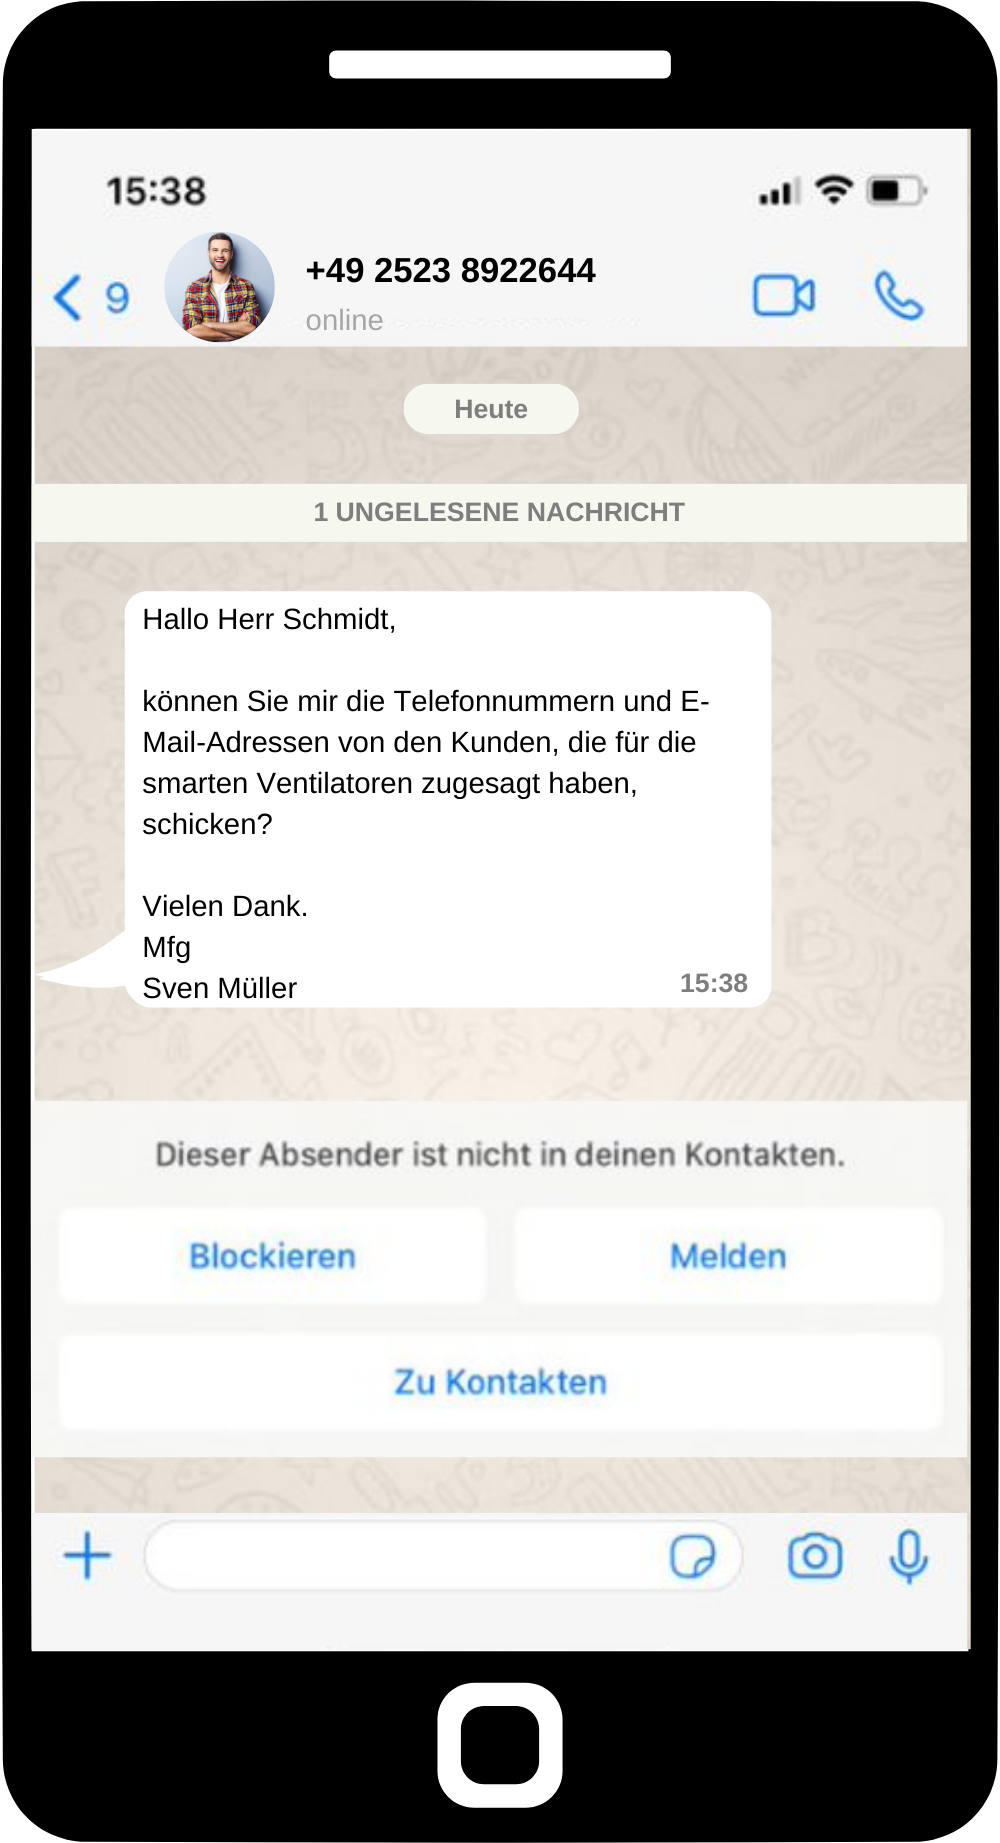 15:38
9
+49 2523 8922644
online
Heute
1 UNGELESENE NACHRICHT
Hallo Herr Schmidt,
können Sie mir die Telefonnummern und E-
Mail-Adressen von den Kunden, die für die
smarten Ventilatoren zugesagt haben,
schicken?
Vielen Dank.
Mfg
Sven Müller
15:38
Dieser Absender ist nicht in deinen Kontakten.
Blockieren
Melden
Zu Kontakten